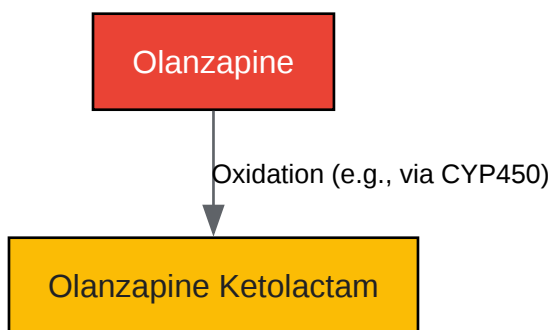 Olanzapine
Oxidation (e.g., via CYP450)
Olanzapine Ketolactam